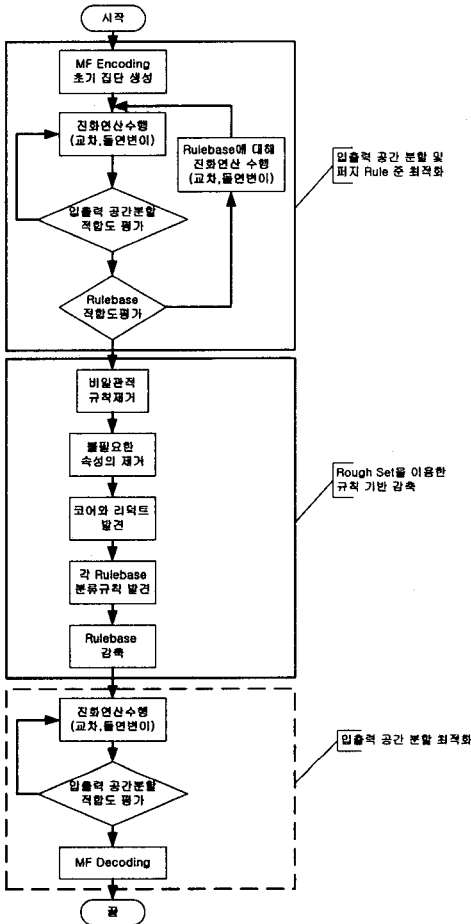 시작
MF Encoding
초기 집단 생성
진화연산수행
(교차,돌연변이)
Rulebase에 대해
진화연산 수행
(교차,돌연변이)
입출력 공간 분할 및
퍼지 Rule 준 최적화
입출력 공간분할
적합도 평가
Rulebase
적합도평가
비일관적
규칙제거
불필요한
속성의 제거
Rough Set을 이용한
규칙 기반 감축
코어와 리덕트
발견
각 Rulebase
분류규칙 발견
Rulebase
감축
진화연산수행
(교차,돌연변이)
입출력 공간 분할 최적화
입출력 공간분할
적합도 평가
MF Decoding
끝